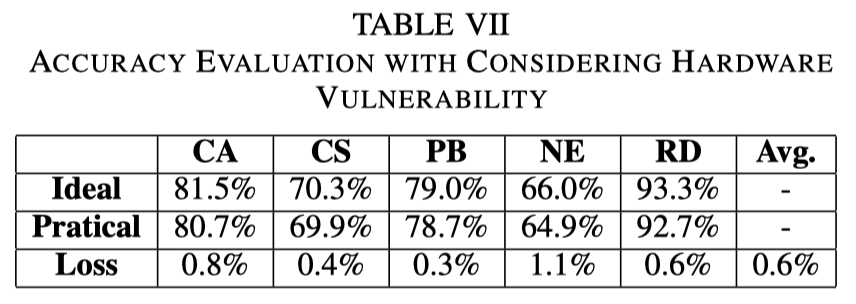 TABLE VII
ACCURACY EVALUATION WITH CONSIDERING HARDWARE
VULNERABILITY
CA CS PB NE RD Avg.
Ideal 81.5% 70.3% 79.0% 66.0% 93.3% -
Pratical 80.7% 69.9% 78.7% 64.9% 92.7% -
Loss 0.8% 0.4% 0.3% 1.1% 0.6% 0.6%